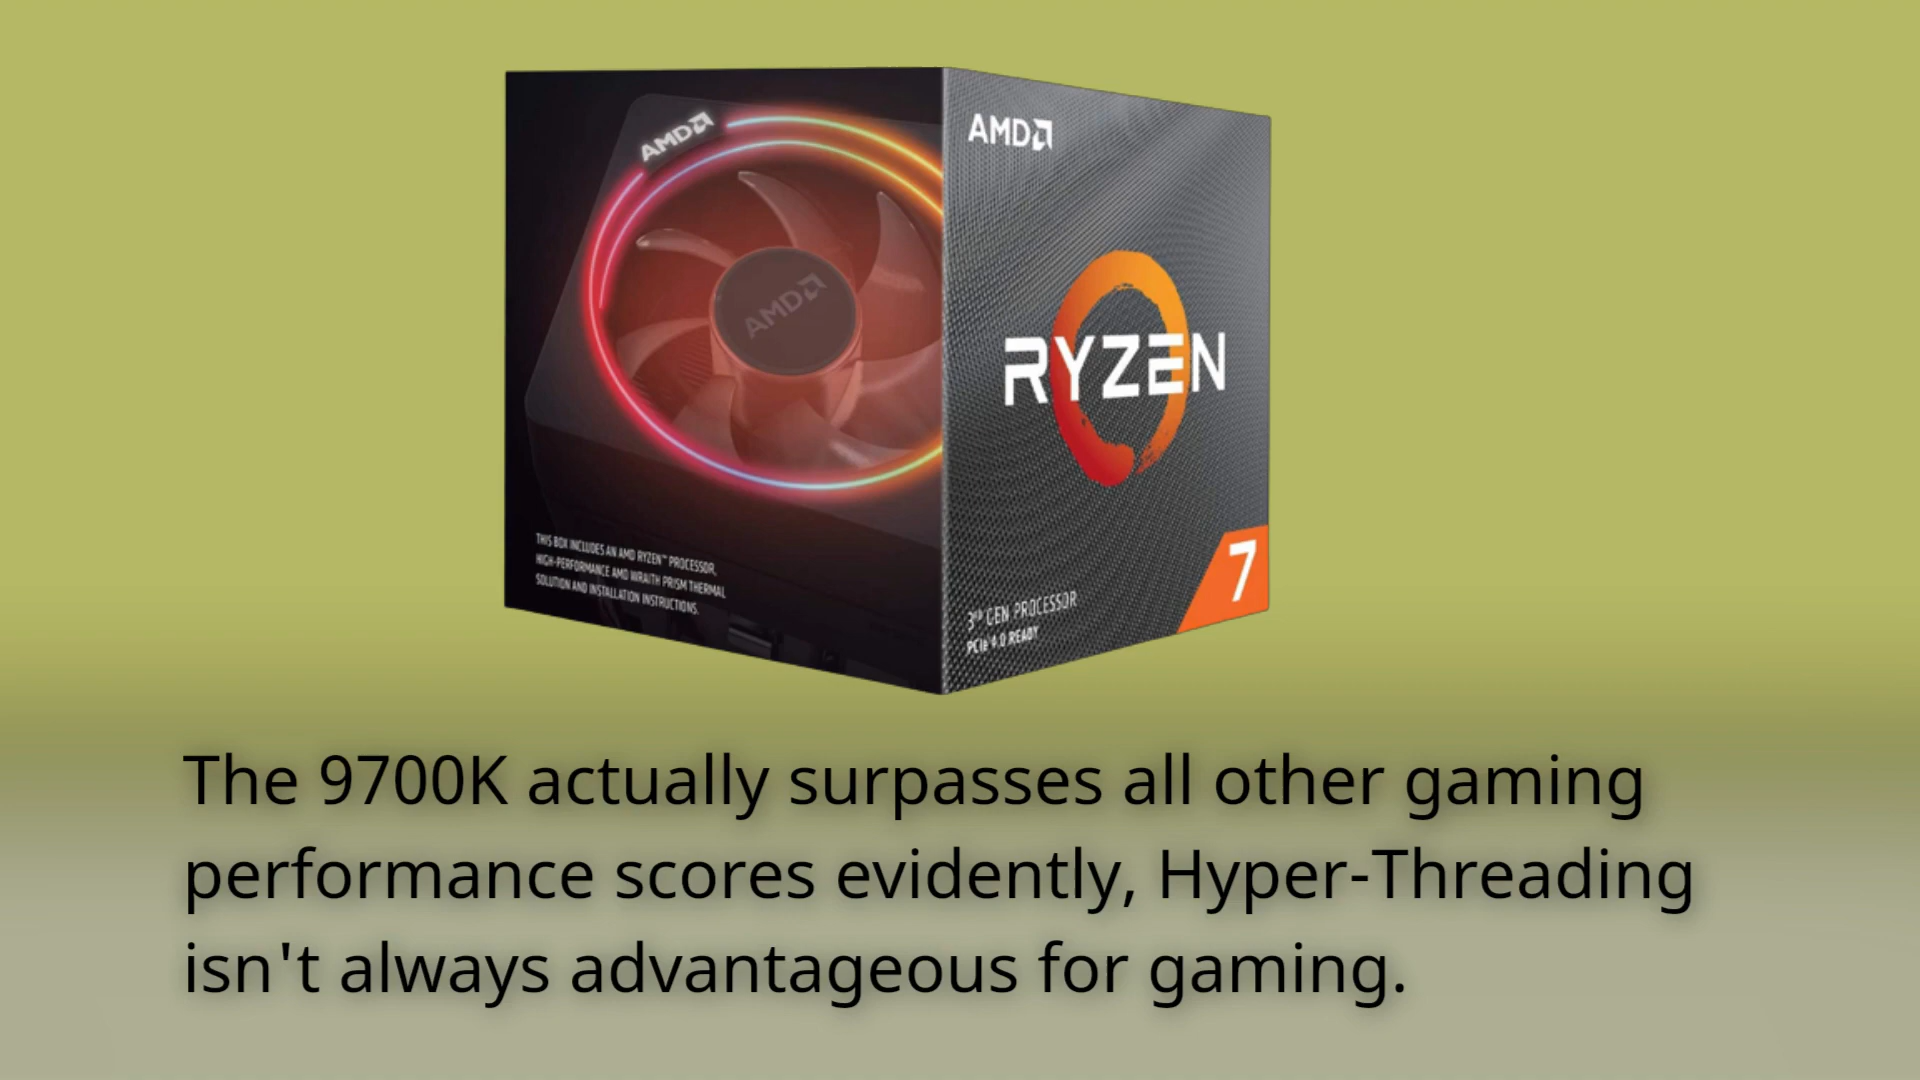 AMD
AMD
AMD
RYZEN
7
THIS BOX INCLUDES AN AMD RYZEN™ PROCESSOR,
HIGH-PERFORMANCE AMD WRAITH PRISM THERMAL
SOLUTION AND INSTALLATION INSTRUCTIONS.
3RD GEN PROCESSOR
PCIe 4.0 READY
The 9700K actually surpasses all other gaming
performance scores evidently, Hyper-Threading
isn't always advantageous for gaming.